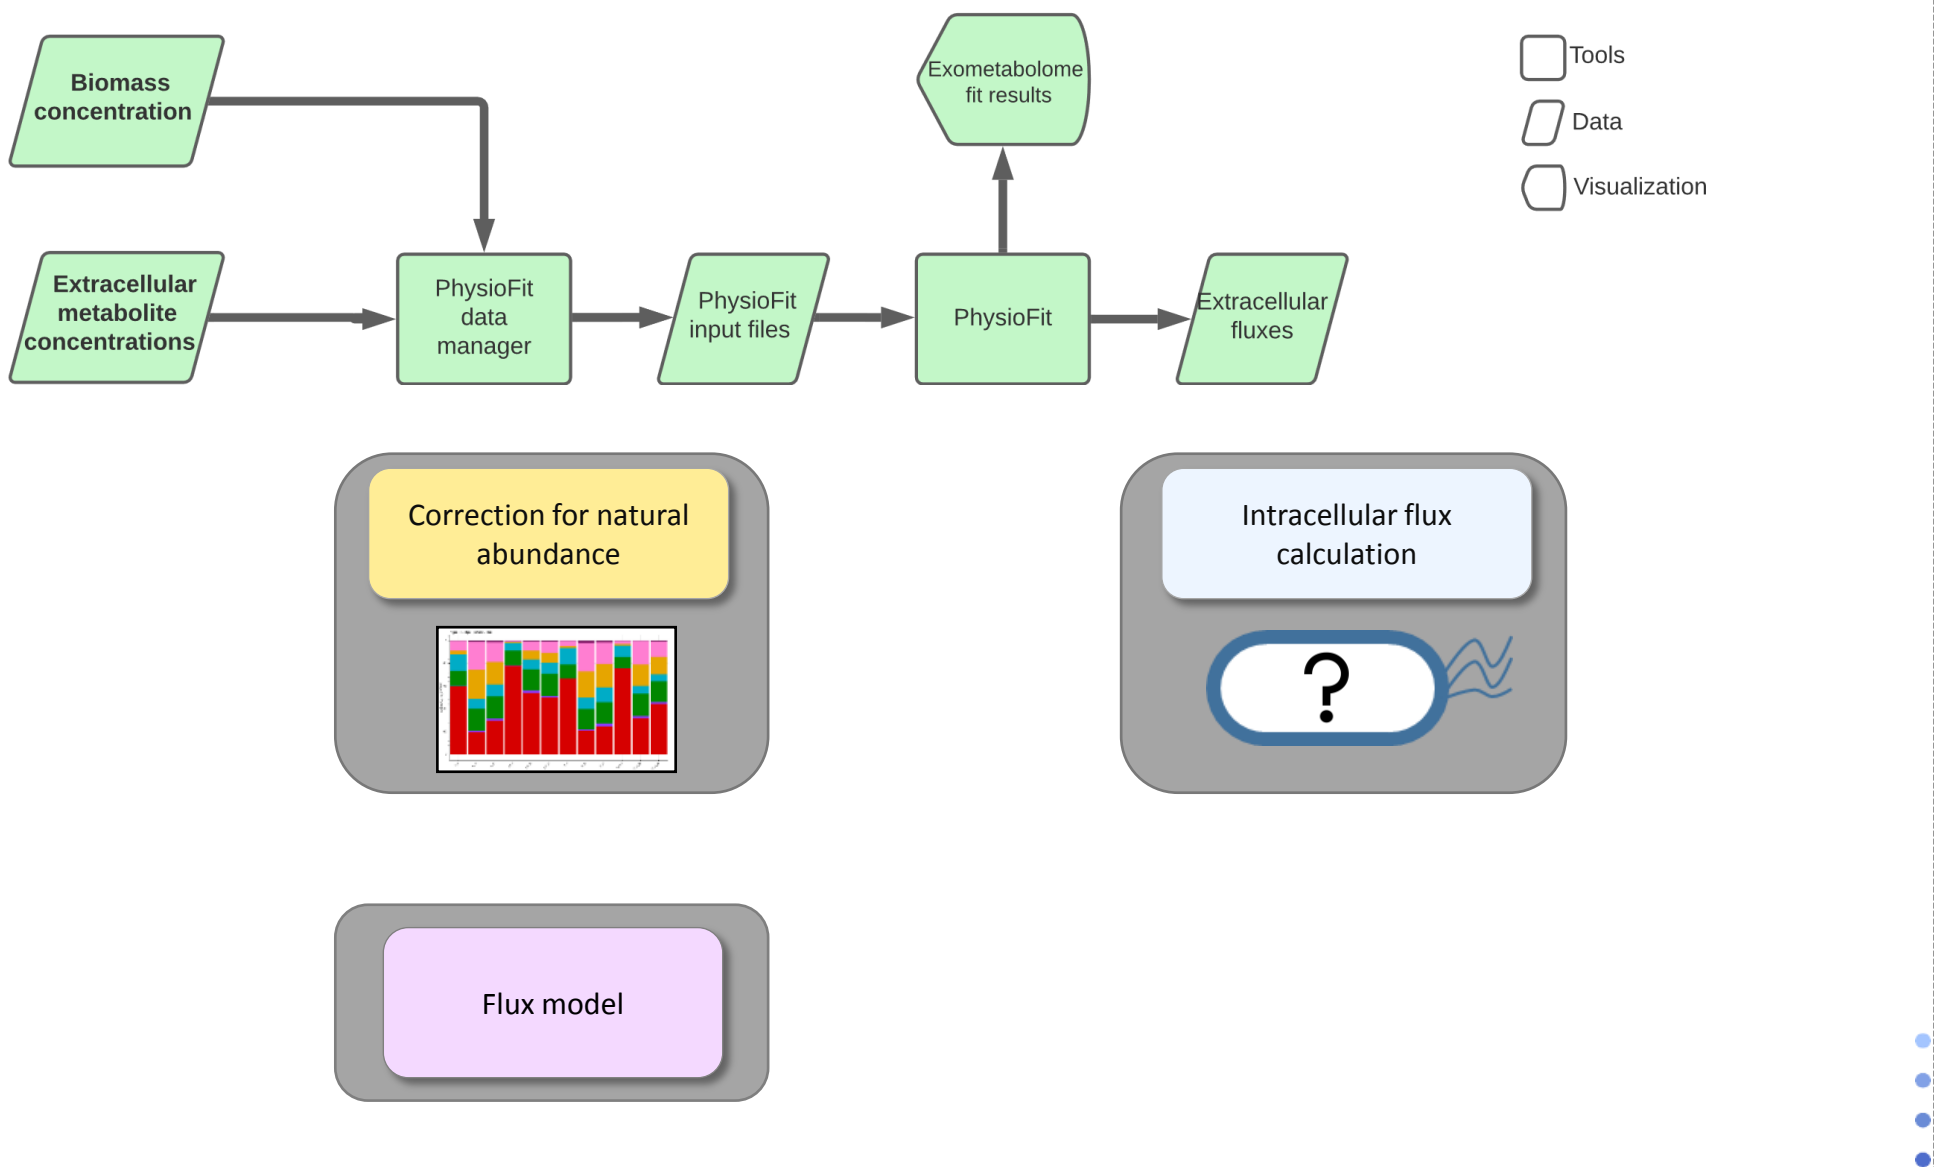 Biomass
concentration
Exometabolome
fit results
Tools
Data
Visualization
Extracellular
metabolite
concentrations
PhysioFit
data
manager
PhysioFit
input files
PhysioFit
Extracellular
fluxes
Correction for natural
abundance
Intracellular flux
calculation
?
Flux model